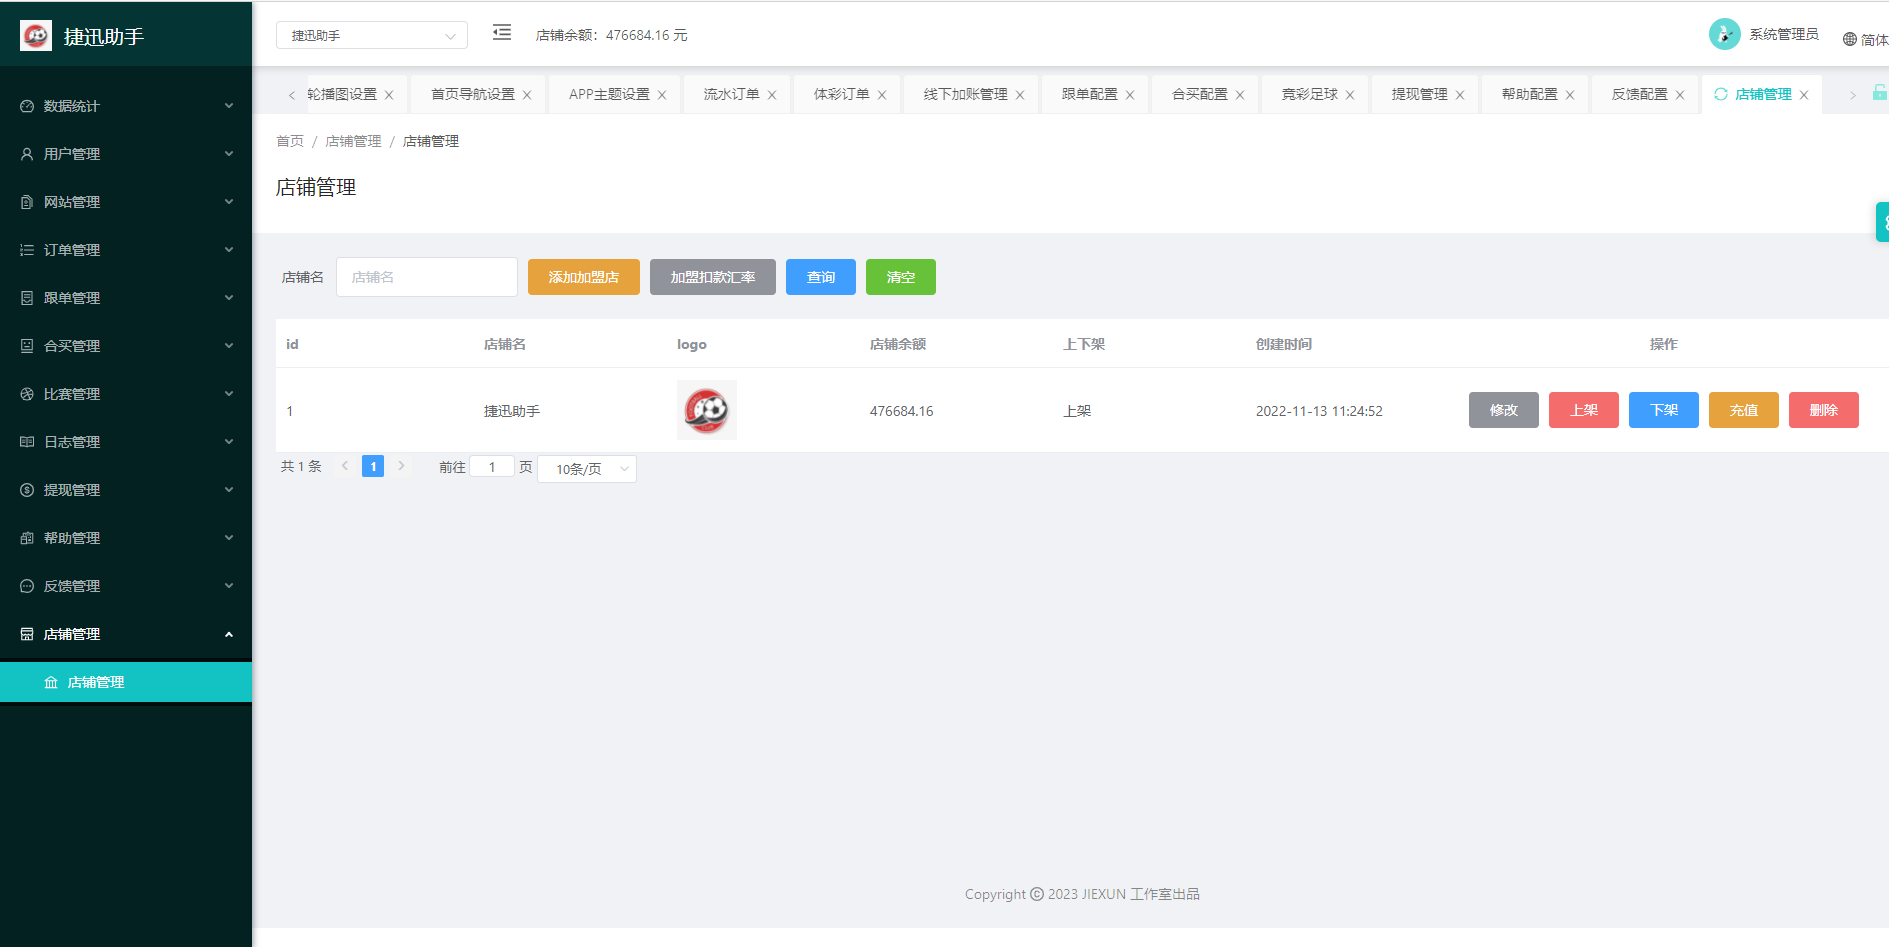 捷迅助手
捷迅助手
店铺余额：476684.16 元
系统管理员
简体
数据统计
用户管理
网站管理
订单管理
跟单管理
合买管理
比赛管理
日志管理
提现管理
帮助管理
反馈管理
店铺管理
店铺管理
轮播图设置
首页导航设置
APP主题设置
流水订单
体彩订单
线下加账管理
跟单配置
合买配置
竞彩足球
提现管理
帮助配置
反馈配置
店铺管理
首页 / 店铺管理 / 店铺管理
店铺管理
店铺名 店铺名 添加加盟店 加盟扣款汇率 查询 清空
id 店铺名 logo 店铺余额 上下架 创建时间 操作
1 捷迅助手 476684.16 上架 2022-11-13 11:24:52 修改 上架 下架 充值 删除
共 1 条 1 前往 1 页 10条/页
Copyright © 2023 JIEXUN 工作室出品